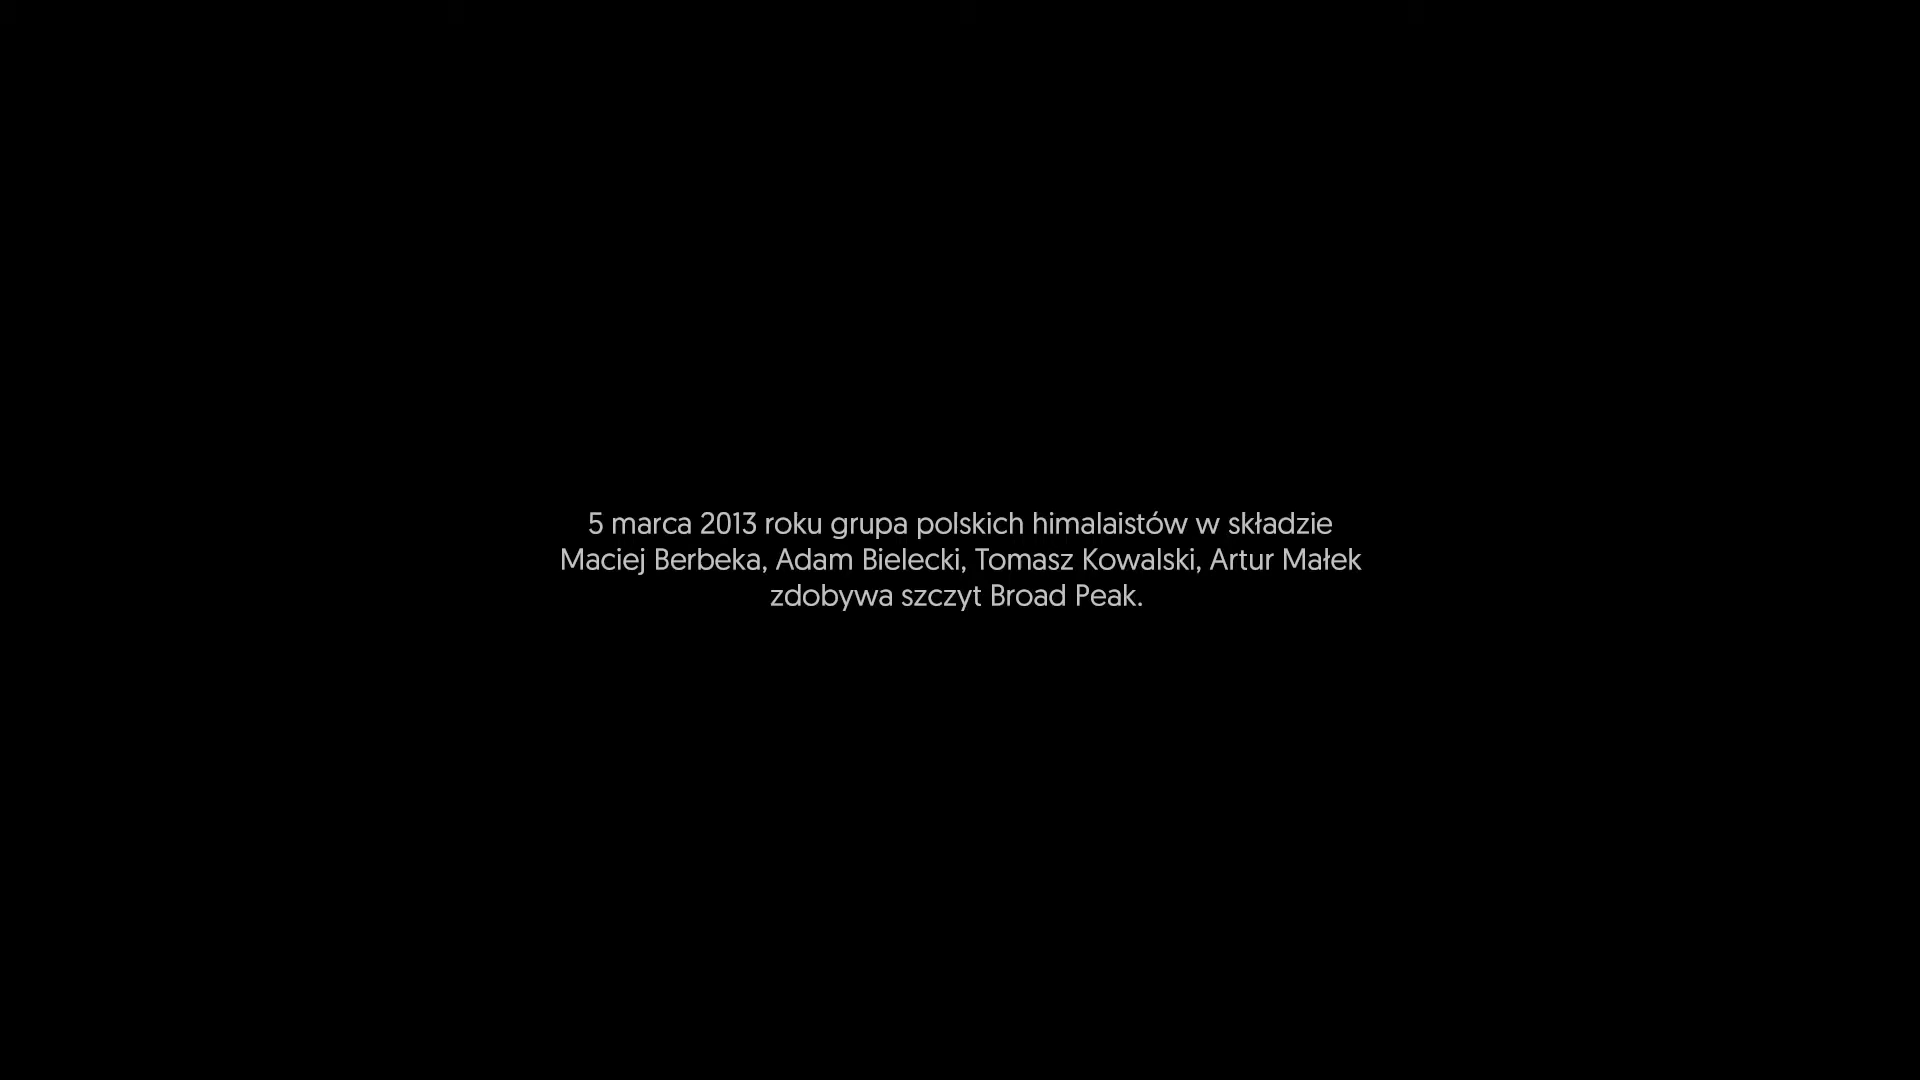 5 marca 2013 roku grupa polskich himalaistów w składzie
Maciej Berbeka, Adam Bielecki, Tomasz Kowalski, Artur Małek
zdobywa szczyt Broad Peak.